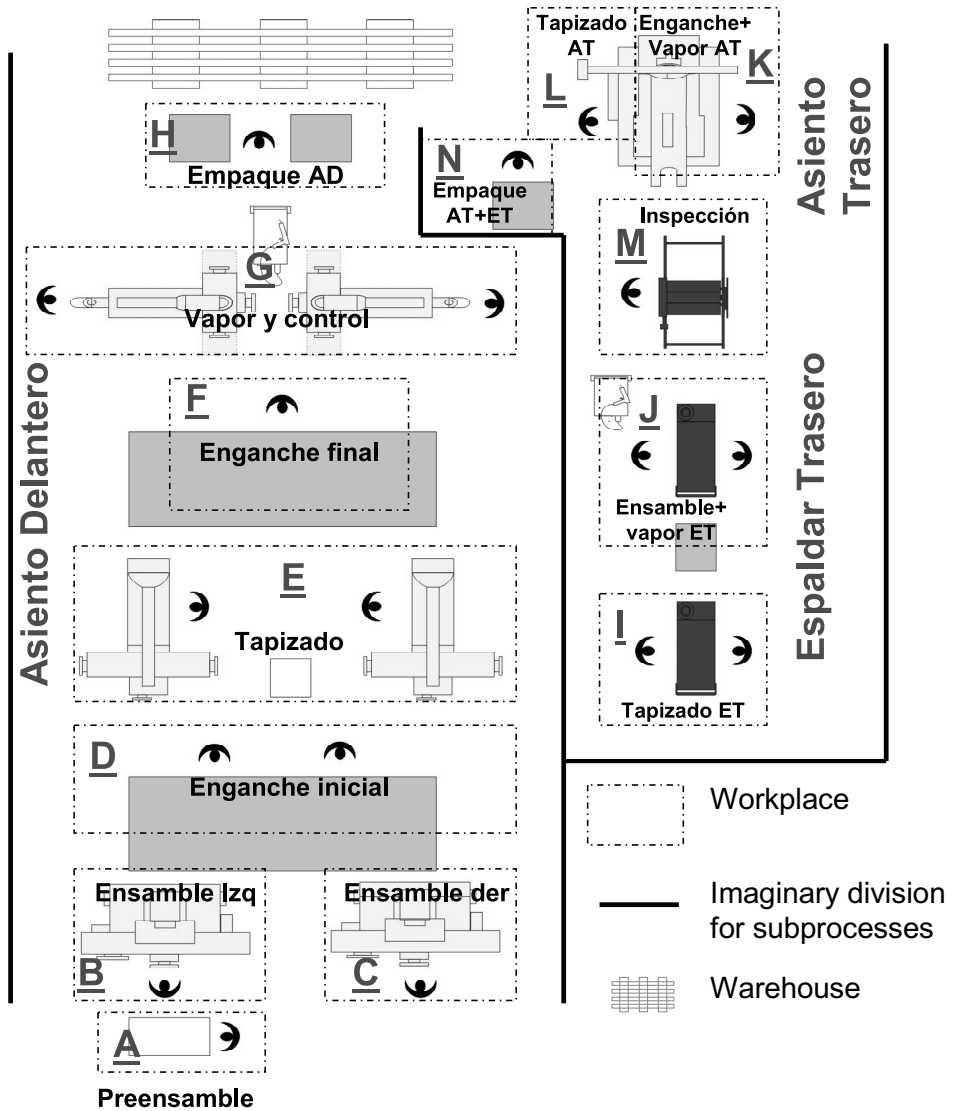 Tapizado
AT
Enganche+
Vapor AT
K
L
H
Empaque AD
N
Empaque
AT+ET
Asiento
Trasero
Inspección
M
G
Vapor y control
F
Enganche final
J
Ensamble+
vapor ET
Espaldar Trasero
Asiento Delantero
E
Tapizado
I
Tapizado ET
D
Enganche inicial
Workplace
Ensamble Izq
Ensamble der
B
C
Imaginary division
for subprocesses
Warehouse
A
Preensamble